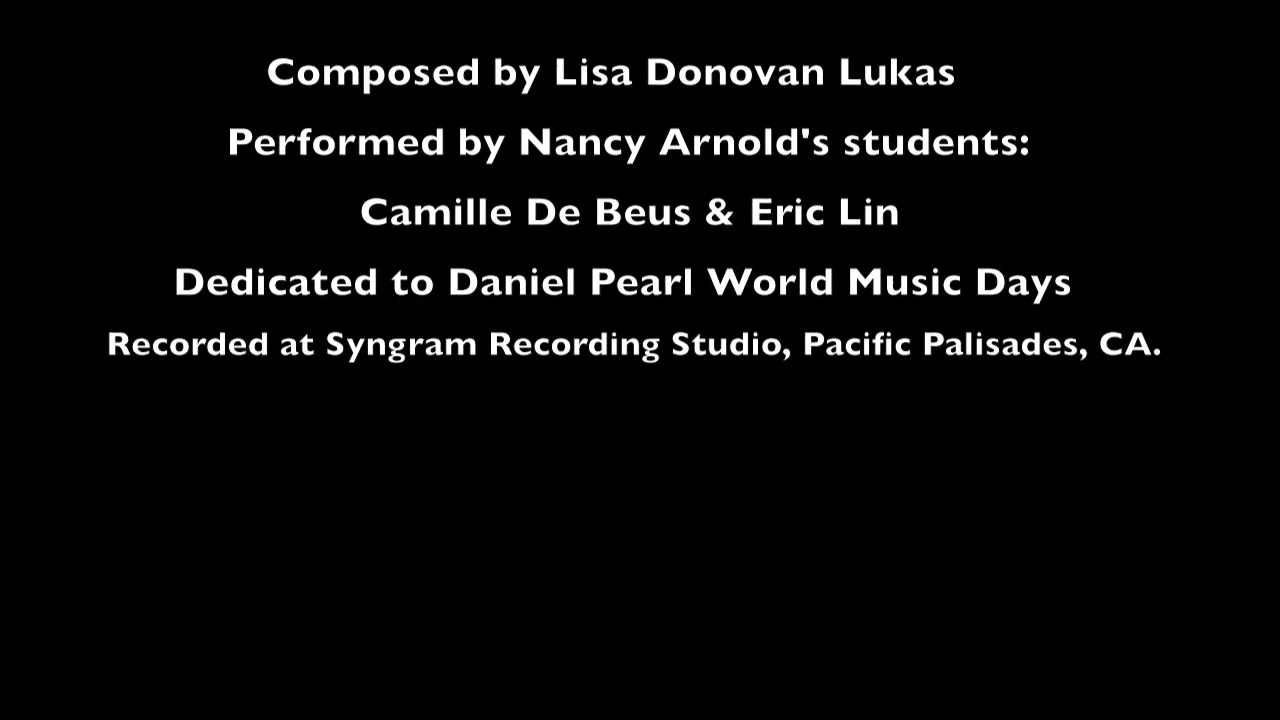 Composed by Lisa Donovan Lukas
Performed by Nancy Arnold's students:
Camille De Beus & Eric Lin
Dedicated to Daniel Pearl World Music Days
Recorded at Syngram Recording Studio, Pacific Palisades, CA.